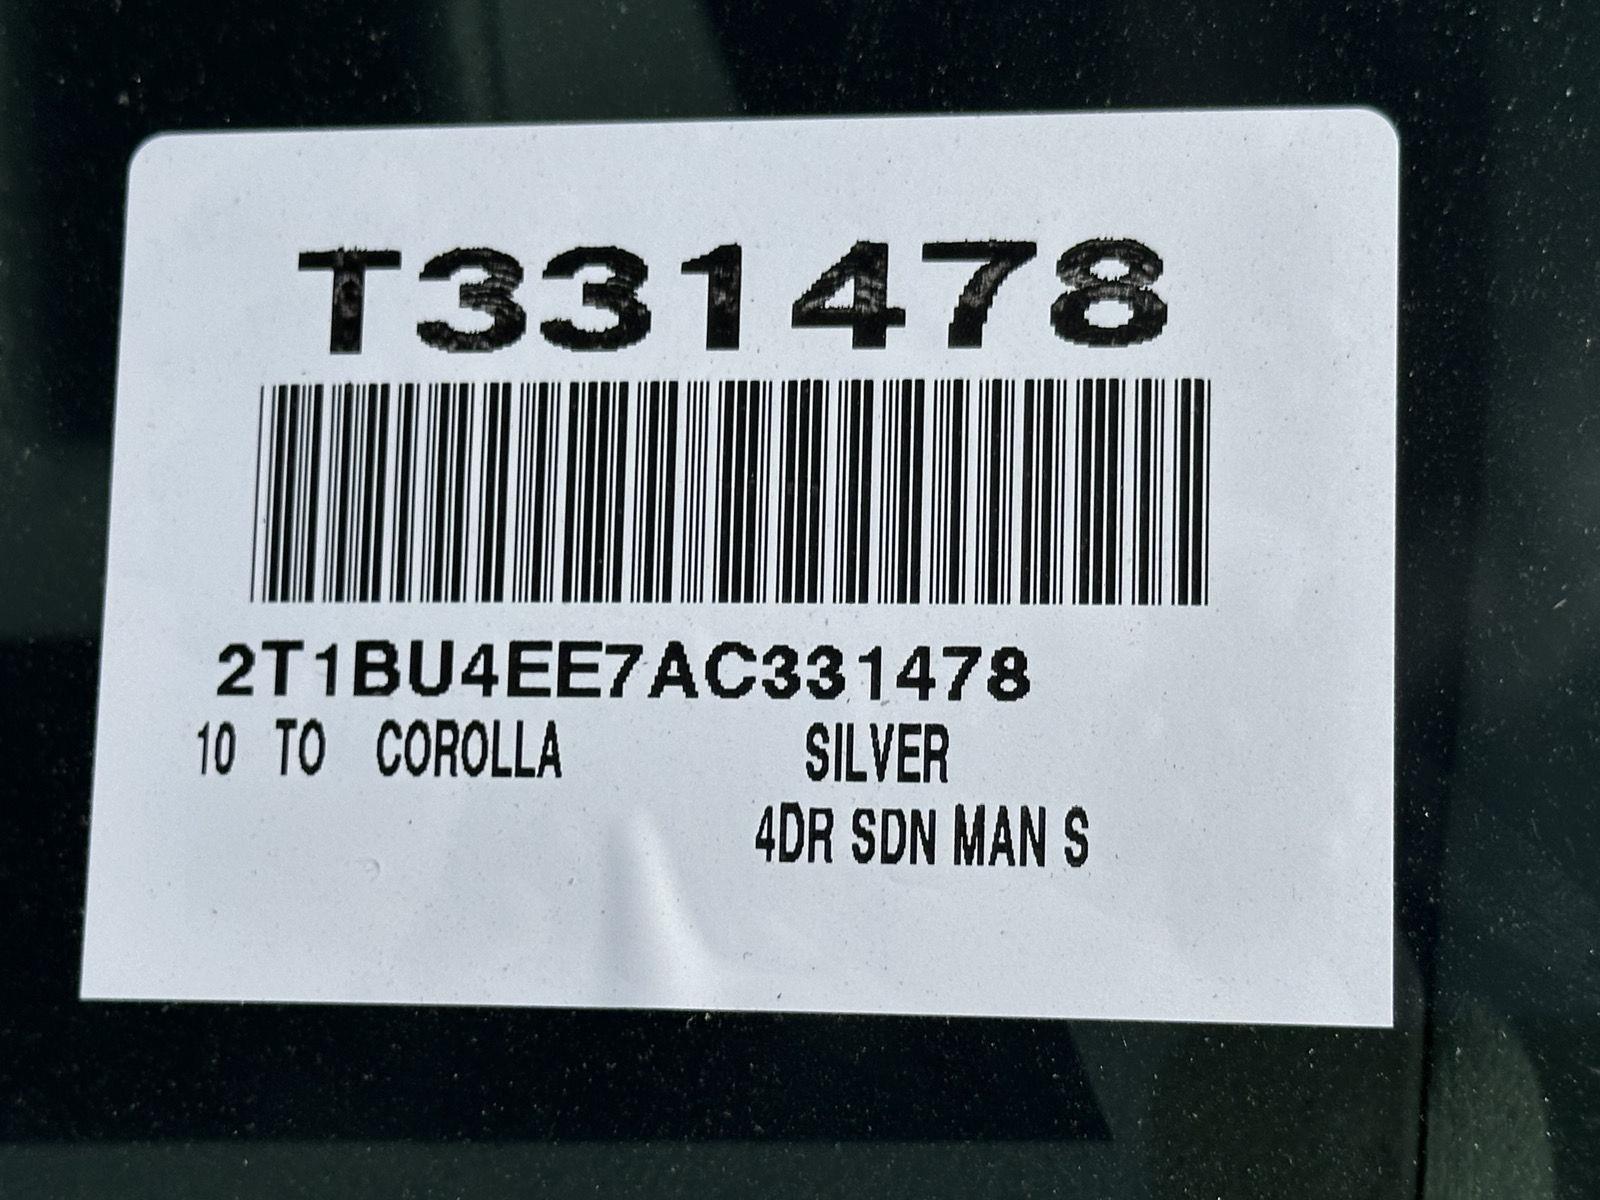 T331478
2T1BU4EE7AC331478
10 TO COROLLA SILVER
4DR SDN MAN S